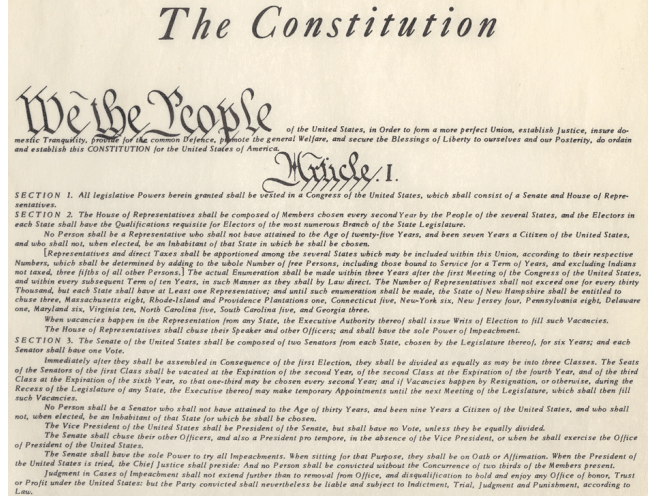 The Constitution
We the People
of the United States, in Order to form a more perfect Union, establish Justice, insure do-
mestic Tranquility, provide for the common Defence, promote the general Welfare, and secure the Blessings of Liberty to ourselves and our Posterity, do ordain
and establish this CONSTITUTION for the United States of America.
Article I.
SECTION 1. All legislative Powers herein granted shall be vested in a Congress of the United States, which shall consist of a Senate and House of Repre-
sentatives.
SECTION 2. The House of Representatives shall be composed of Members chosen every second Year by the People of the several States, and the Electors in
each State shall have the Qualifications requisite for Electors of the most numerous Branch of the State Legislature.
No Person shall be a Representative who shall not have attained to the Age of twenty-five Years, and been seven Years a Citizen of the United States,
and who shall not, when elected, be an Inhabitant of that State in which he shall be chosen.
[Representatives and direct Taxes shall be apportioned among the several States which may be included within this Union, according to their respective
Numbers, which shall be determined by adding to the whole Number of free Persons, including those bound to Service for a Term of Years, and excluding Indians
not taxed, three fifths of all other Persons.] The actual Enumeration shall be made within three Years after the first Meeting of the Congress of the United States,
and within every subsequent Term of ten Years, in such Manner as they shall by Law direct. The Number of Representatives shall not exceed one for every thirty
Thousand, but each State shall have at Least one Representative; and until such enumeration shall be made, the State of New Hampshire shall be entitled to
chuse three, Massachusetts eight, Rhode-Island and Providence Plantations one, Connecticut five, New-York six, New Jersey four, Pennsylvania eight, Delaware
one, Maryland six, Virginia ten, North Carolina five, South Carolina five, and Georgia three.
When vacancies happen in the Representation from any State, the Executive Authority thereof shall issue Writs of Election to fill such Vacancies.
The House of Representatives shall chuse their Speaker and other Officers; and shall have the sole Power of Impeachment.
SECTION 3. The Senate of the United States shall be composed of two Senators from each State, chosen by the Legislature thereof, for six Years; and each
Senator shall have one Vote.
Immediately after they shall be assembled in Consequence of the first Election, they shall be divided as equally as may be into three Classes. The Seats
of the Senators of the first Class shall be vacated at the Expiration of the second Year, of the second Class at the Expiration of the fourth Year, and of the third
Class at the Expiration of the sixth Year, so that one-third may be chosen every second Year; and if Vacancies happen by Resignation, or otherwise, during the
Recess of the Legislature of any State, the Executive thereof may make temporary Appointments until the next Meeting of the Legislature, which shall then fill
such Vacancies.
No Person shall be a Senator who shall not have attained to the Age of thirty Years, and been nine Years a Citizen of the United States, and who shall
not, when elected, be an Inhabitant of that State for which he shall be chosen.
The Vice President of the United States shall be President of the Senate, but shall have no Vote, unless they be equally divided.
The Senate shall chuse their other Officers, and also a President pro tempore, in the absence of the Vice President, or when he shall exercise the Office
of President of the United States.
The Senate shall have the sole Power to try all Impeachments. When sitting for that Purpose, they shall be on Oath or Affirmation. When the President of
the United States is tried, the Chief Justice shall preside: And no Person shall be convicted without the Concurrence of two thirds of the Members present.
Judgment in Cases of Impeachment shall not extend further than to removal from Office, and disqualification to hold and enjoy any Office of honor, Trust
or Profit under the United States: but the Party convicted shall nevertheless be liable and subject to Indictment, Trial, Judgment and Punishment, according to
Law.